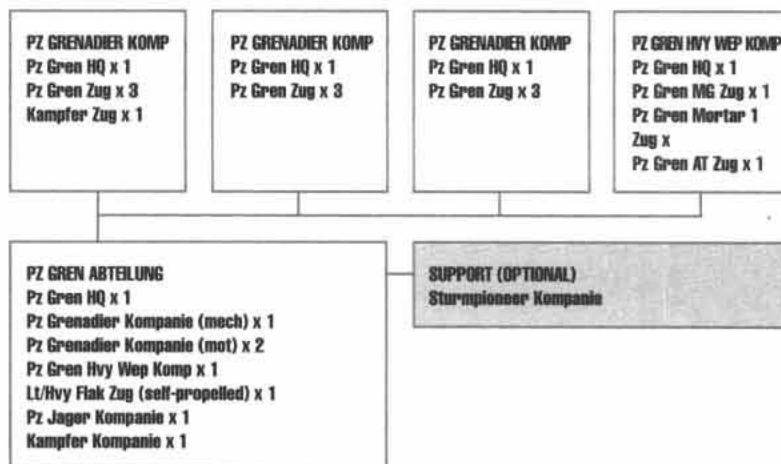 PZ GRENADIER KOMP
Pz Gren HQ x 1
Pz Gren Zug x 3
Kampfer Zug x 1
PZ GRENADIER KOMP
Pz Gren HQ x 1
Pz Gren Zug x 3
PZ GRENADIER KOMP
Pz Gren HQ x 1
Pz Gren Zug x 3
PZ GREN HVY WEP KOMP
Pz Gren HQ x 1
Pz Gren MG Zug x 1
Pz Gren Mortar 1
Zug x
Pz Gren AT Zug x 1
PZ GREN ABTEILUNG
Pz Gren HQ x 1
Pz Grenadier Kompanie (mech) x 1
Pz Grenadier Kompanie (mot) x 2
Pz Gren Hvy Wep Komp x 1
Lt/Hvy Flak Zug (self-propelled) x 1
Pz Jager Kompanie x 1
Kampfer Kompanie x 1
SUPPORT (OPTIONAL)
Sturmpioneer Kompanie